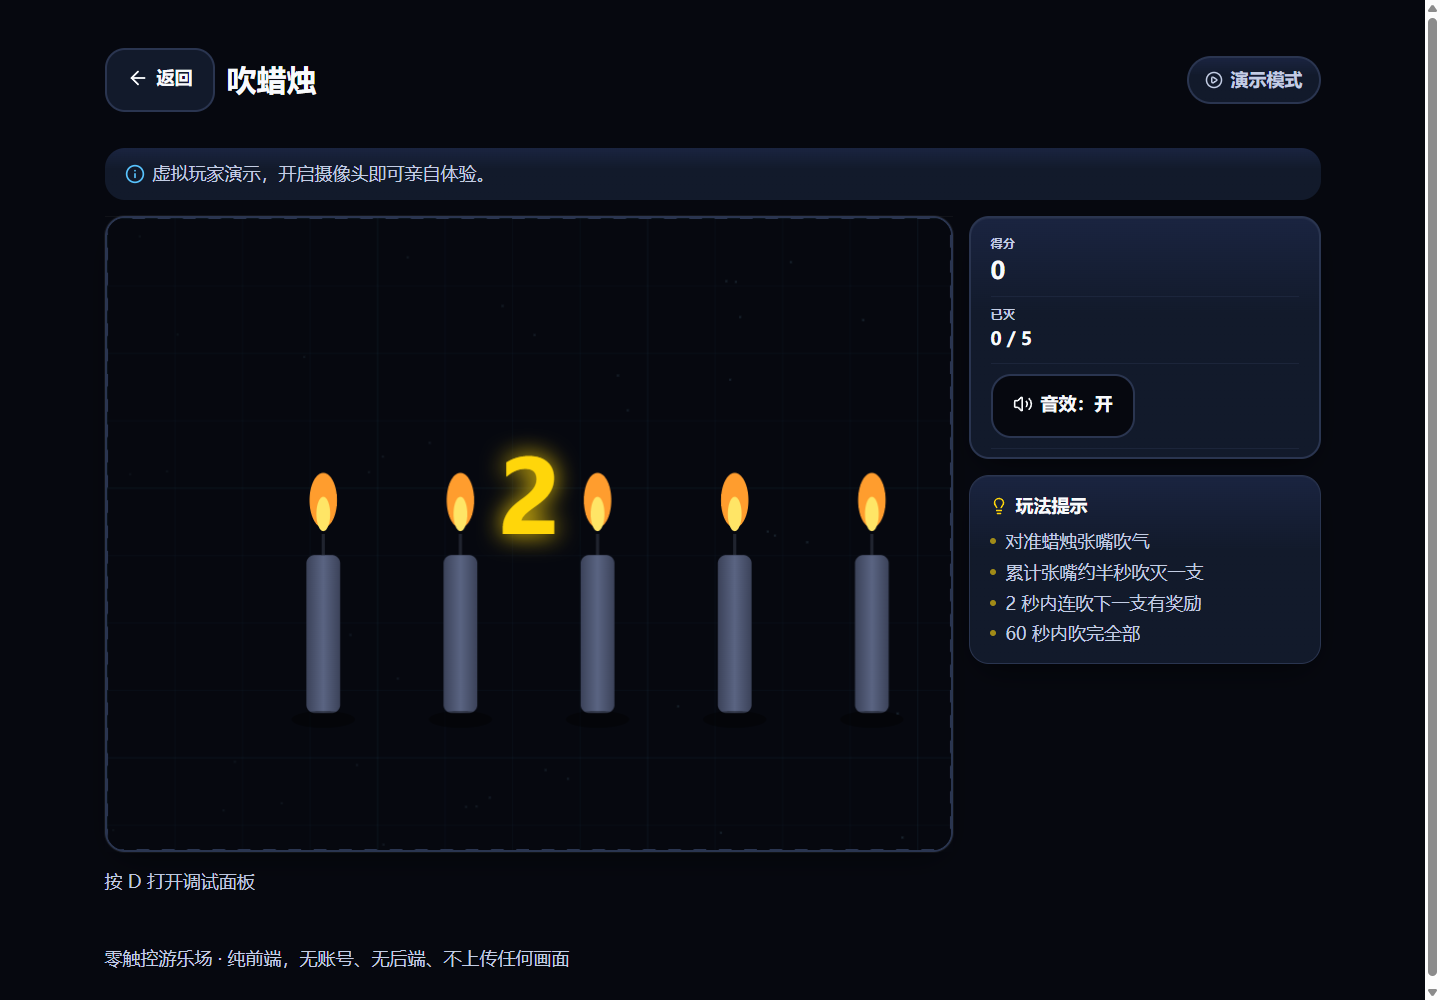 返回
吹蜡烛
演示模式
虚拟玩家演示，开启摄像头即可亲自体验。
得分
0
已灭
0 / 5
音效：开
2
玩法提示
对准蜡烛张嘴吹气
累计张嘴约半秒吹灭一支
2 秒内连吹下一支有奖励
60 秒内吹完全部
按 D 打开调试面板
零触控游乐场 · 纯前端，无账号、无后端、不上传任何画面